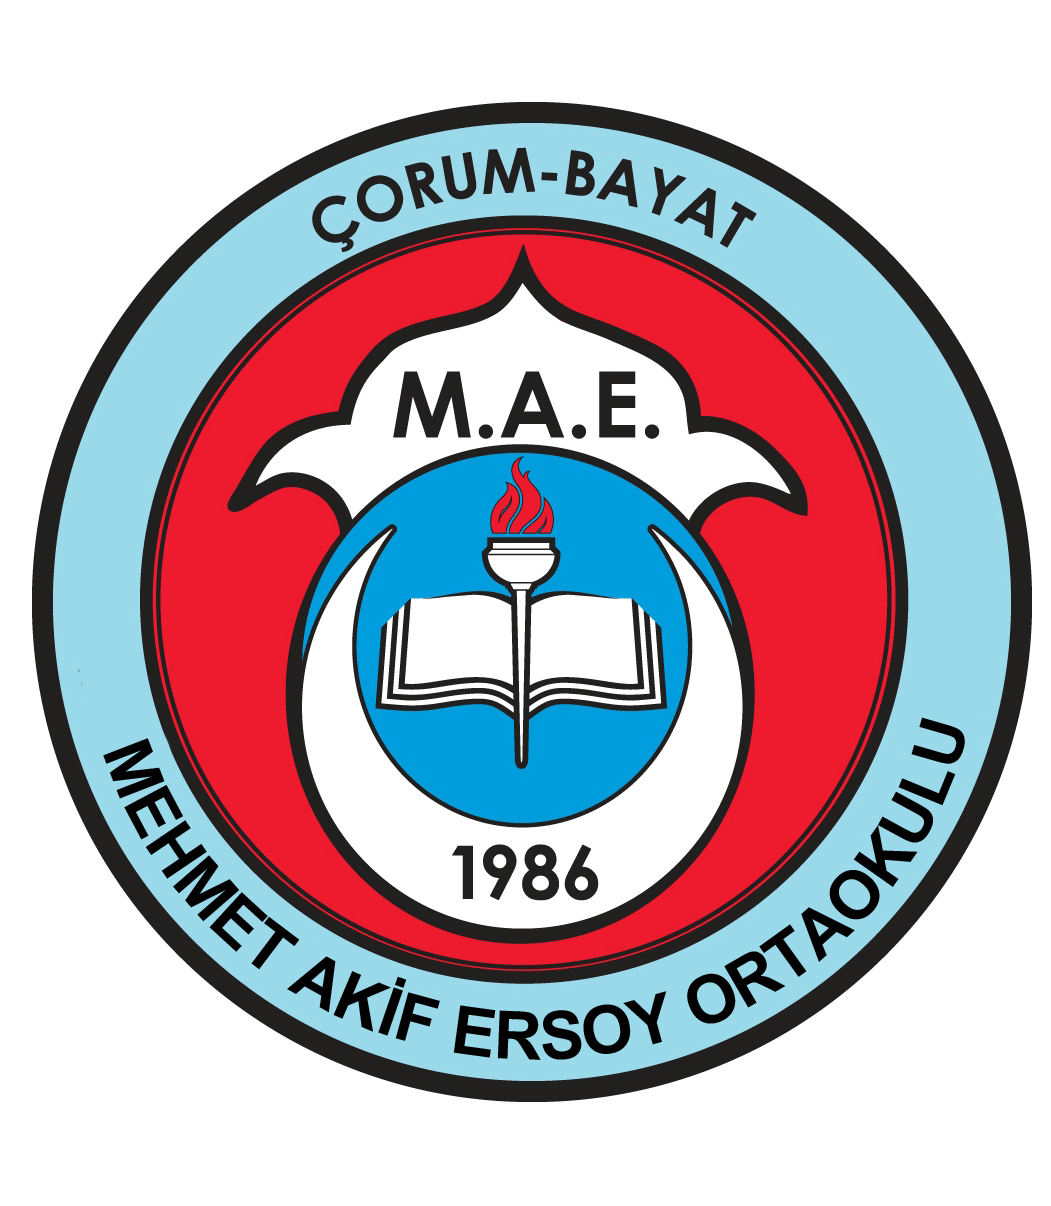 ÇORUM-BAYAT
M.A.E.
1986
MEHMET AKİF ERSOY ORTAOKULU